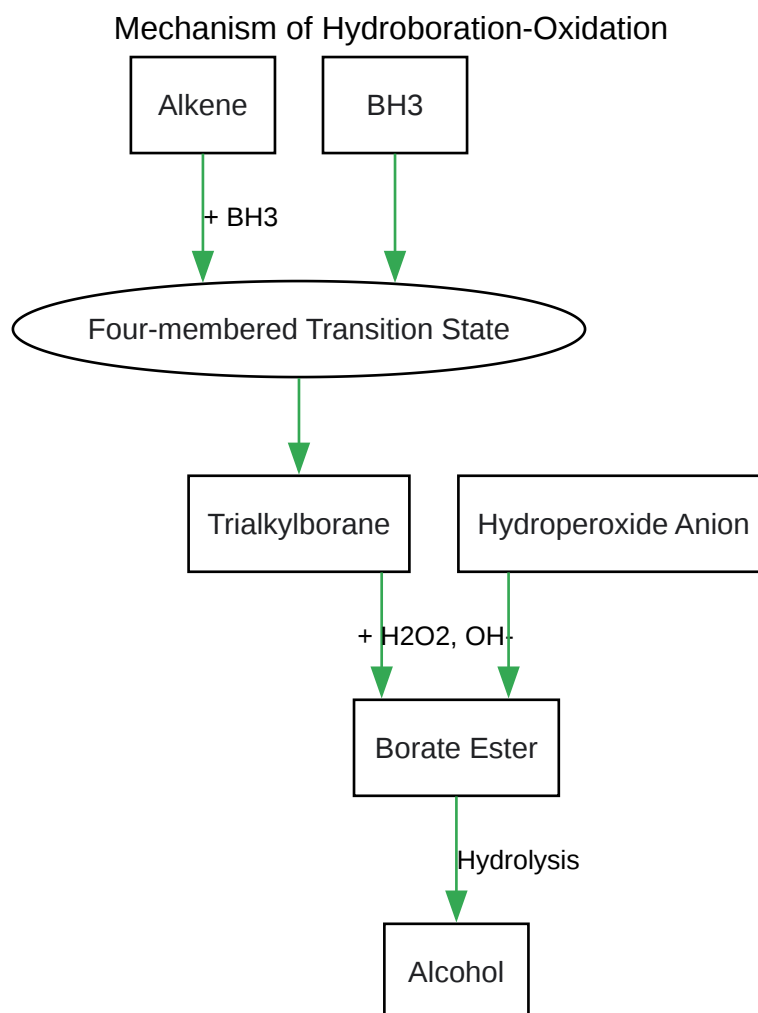 Mechanism of Hydroboration-Oxidation
Alkene
BH3
+ BH3
Four-membered Transition State
Trialkylborane
Hydroperoxide Anion
+ H2O2, OH-
Borate Ester
Hydrolysis
Alcohol